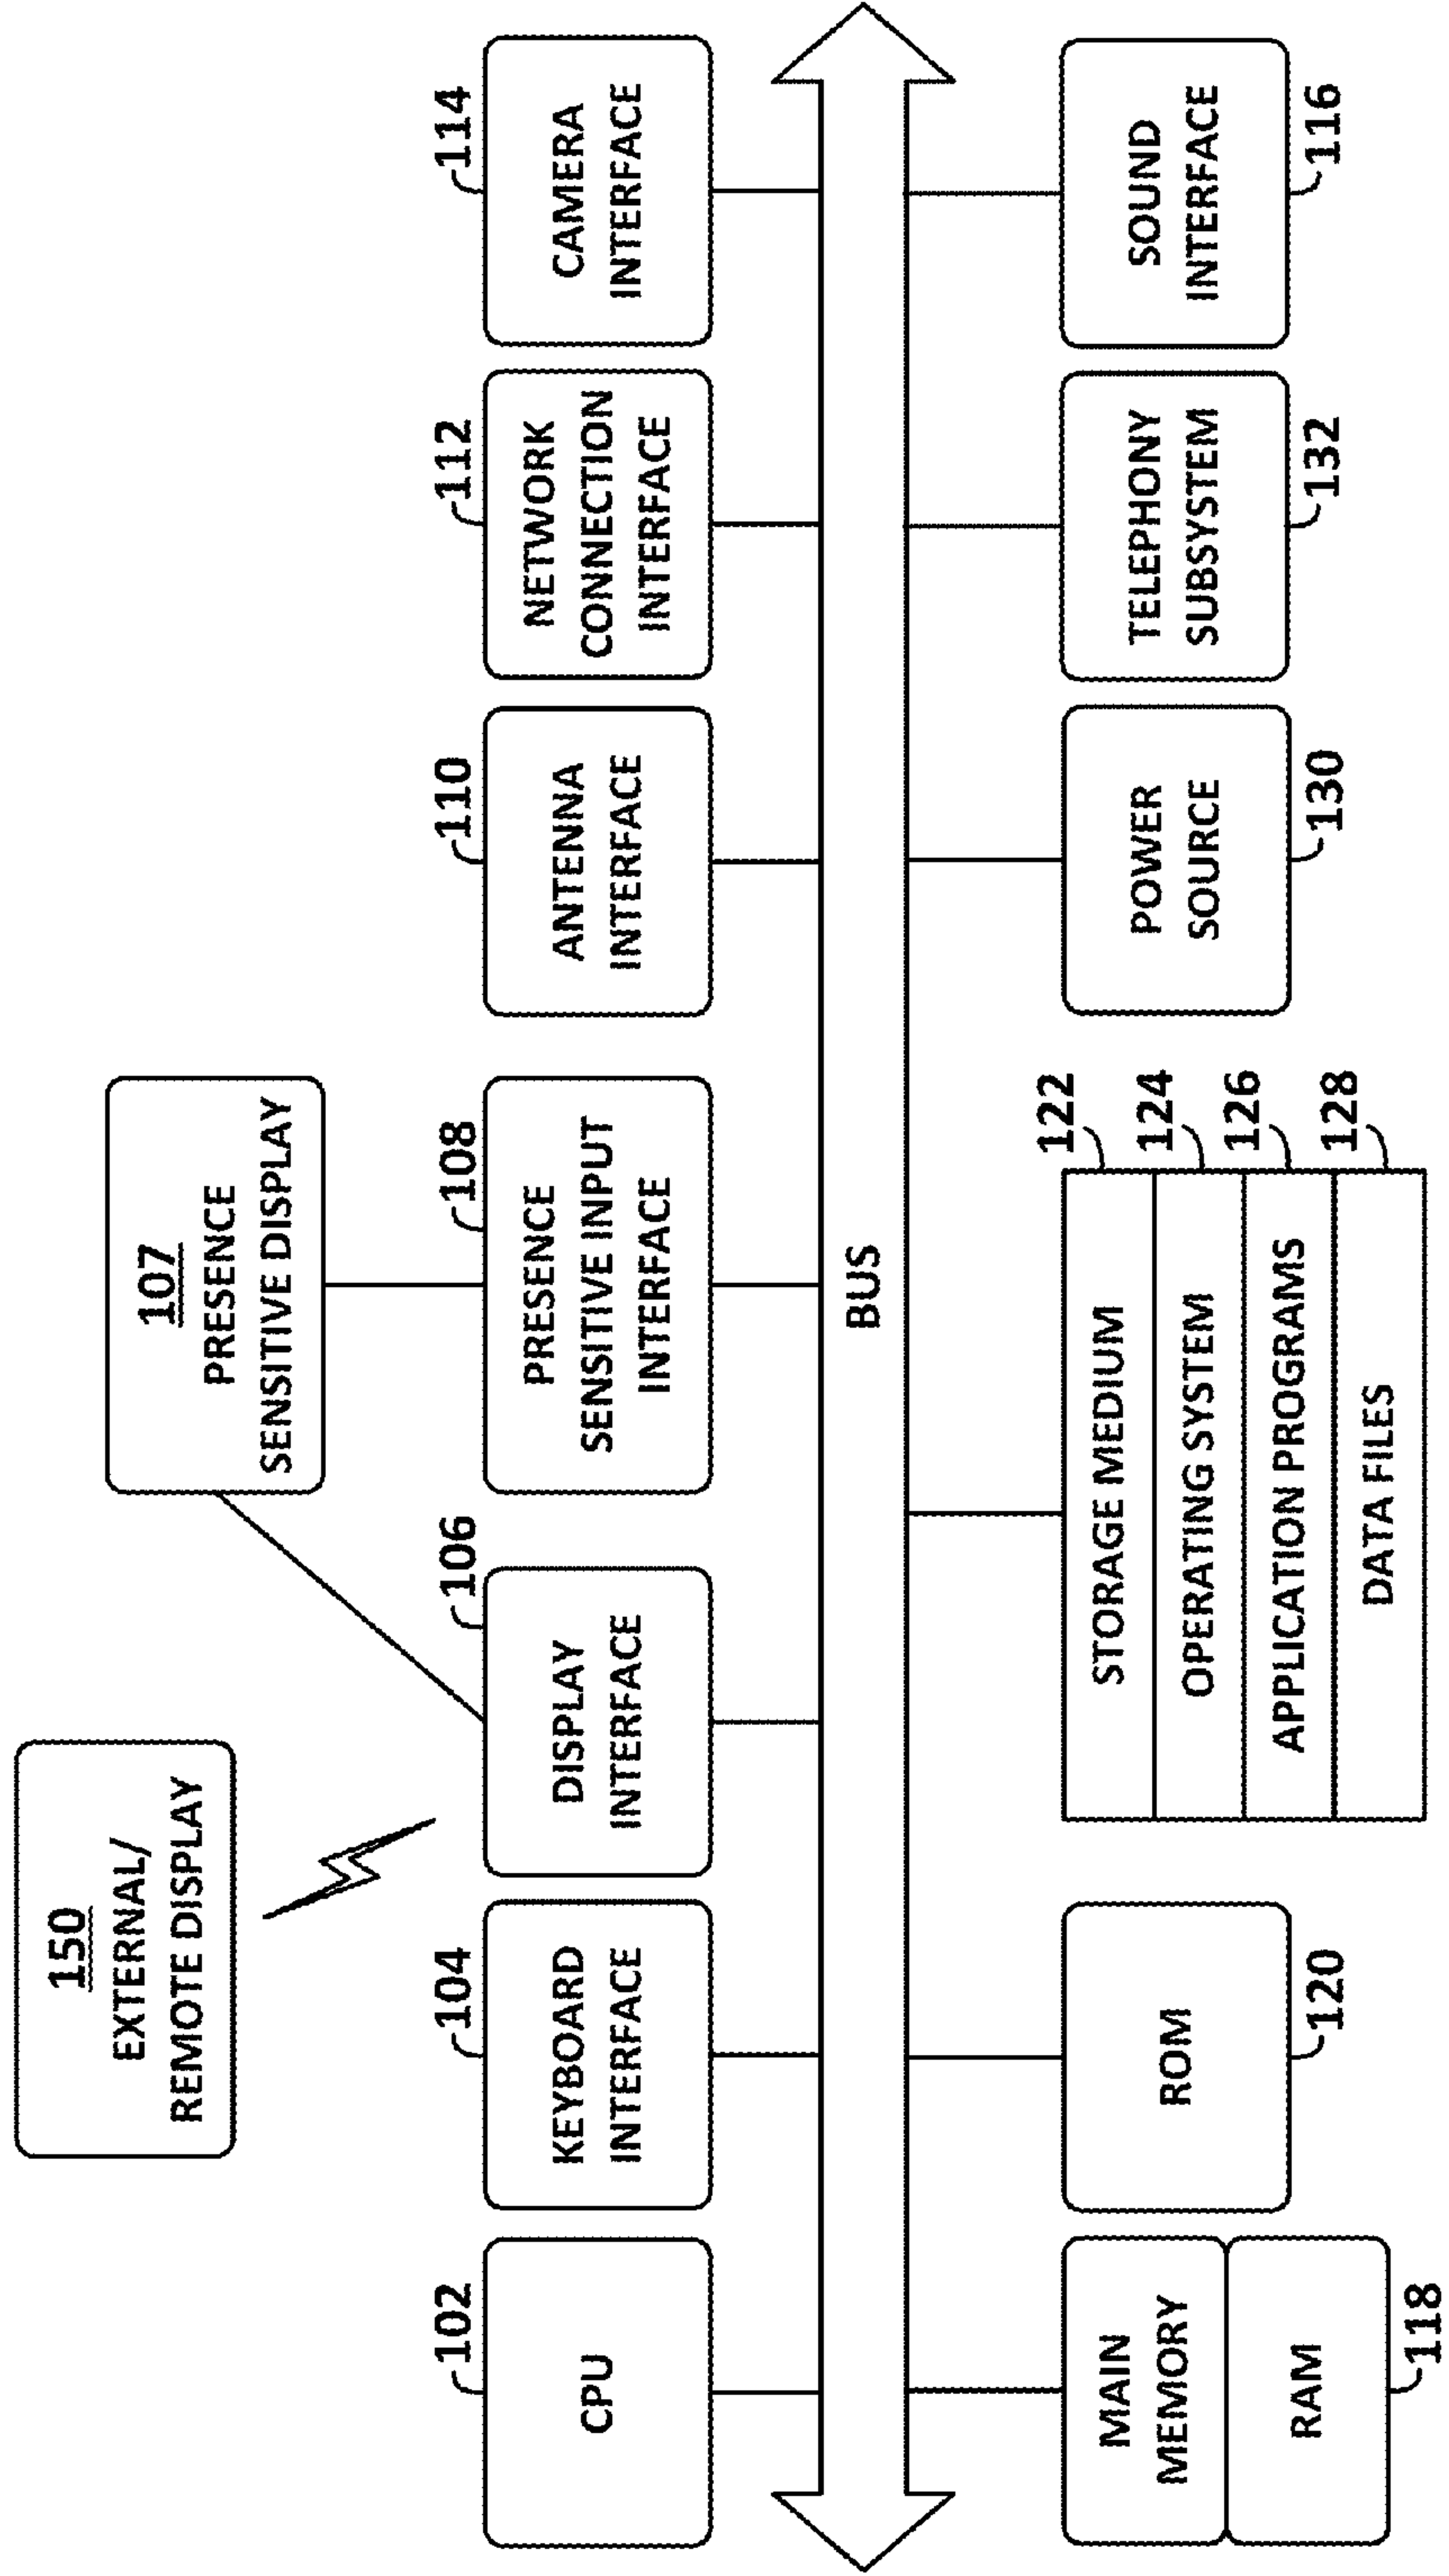 150
EXTERNAL/
REMOTE DISPLAY
107
PRESENCE
SENSITIVE DISPLAY
102
CPU
104
KEYBOARD
INTERFACE
106
DISPLAY
INTERFACE
108
PRESENCE
SENSITIVE INPUT
INTERFACE
110
ANTENNA
INTERFACE
112
NETWORK
CONNECTION
INTERFACE
114
CAMERA
INTERFACE
BUS
MAIN
MEMORY
RAM
118
ROM
120
STORAGE MEDIUM
122
OPERATING SYSTEM
124
APPLICATION PROGRAMS
126
DATA FILES
128
POWER
SOURCE
130
TELEPHONY
SUBSYSTEM
132
SOUND
INTERFACE
116